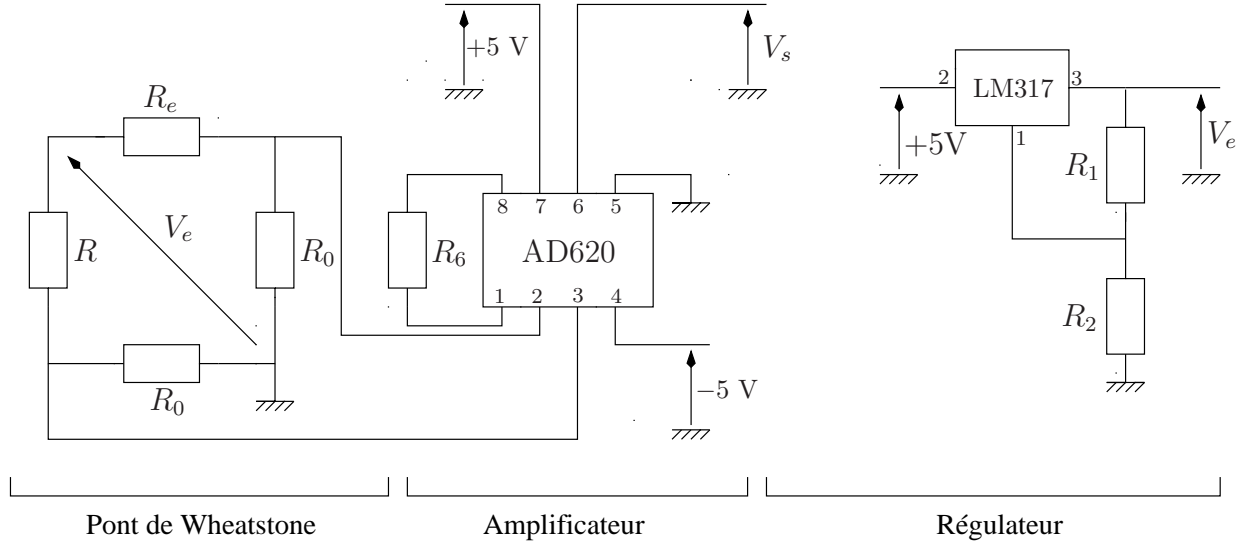 +5 V
V_s
R_e
V_e
R
R_0
R_0
R_6
8 7 6 5
AD620
1 2 3 4
−5 V
2
LM317
3
1
+5V
V_e
R_1
R_2
Pont de Wheatstone
Amplificateur
Régulateur